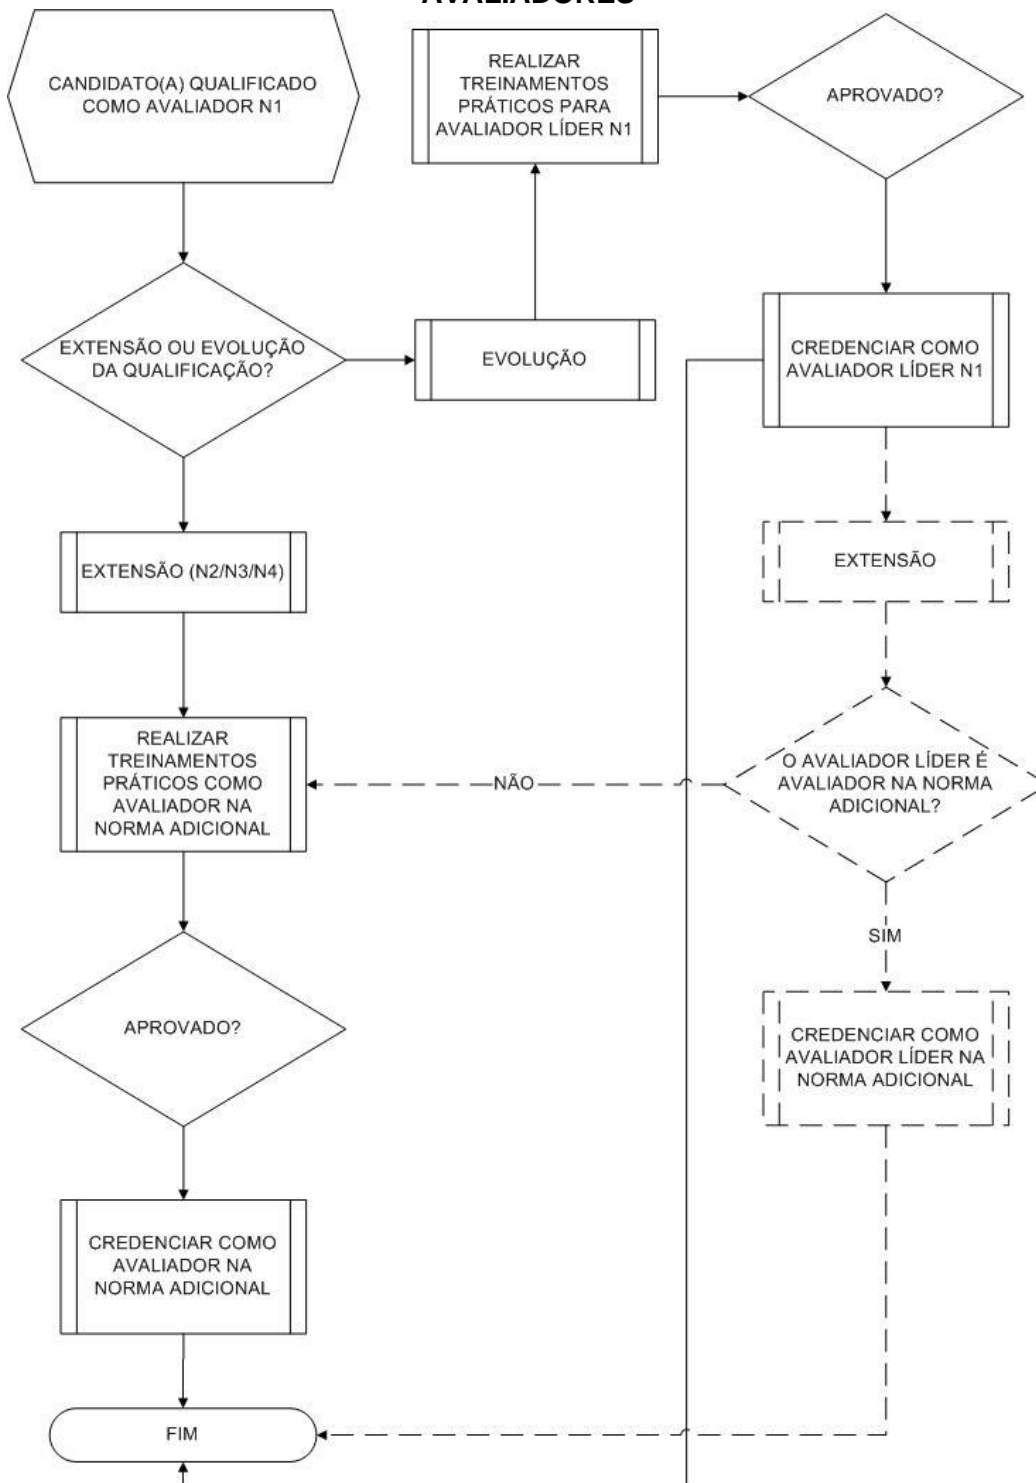 AVALIADORES
CANDIDATO(A) QUALIFICADO
COMO AVALIADOR N1
REALIZAR
TREINAMENTOS
PRÁTICOS PARA
AVALIADOR LÍDER N1
APROVADO?
EXTENSÃO OU EVOLUÇÃO
DA QUALIFICAÇÃO?
EVOLUÇÃO
CREDENCIAR COMO
AVALIADOR LÍDER N1
EXTENSÃO (N2/N3/N4)
EXTENSÃO
REALIZAR
TREINAMENTOS
PRÁTICOS COMO
AVALIADOR NA
NORMA ADICIONAL
NÃO
O AVALIADOR LÍDER É
AVALIADOR NA NORMA
ADICIONAL?
SIM
APROVADO?
CREDENCIAR COMO
AVALIADOR LÍDER NA
NORMA ADICIONAL
CREDENCIAR COMO
AVALIADOR NA
NORMA ADICIONAL
FIM